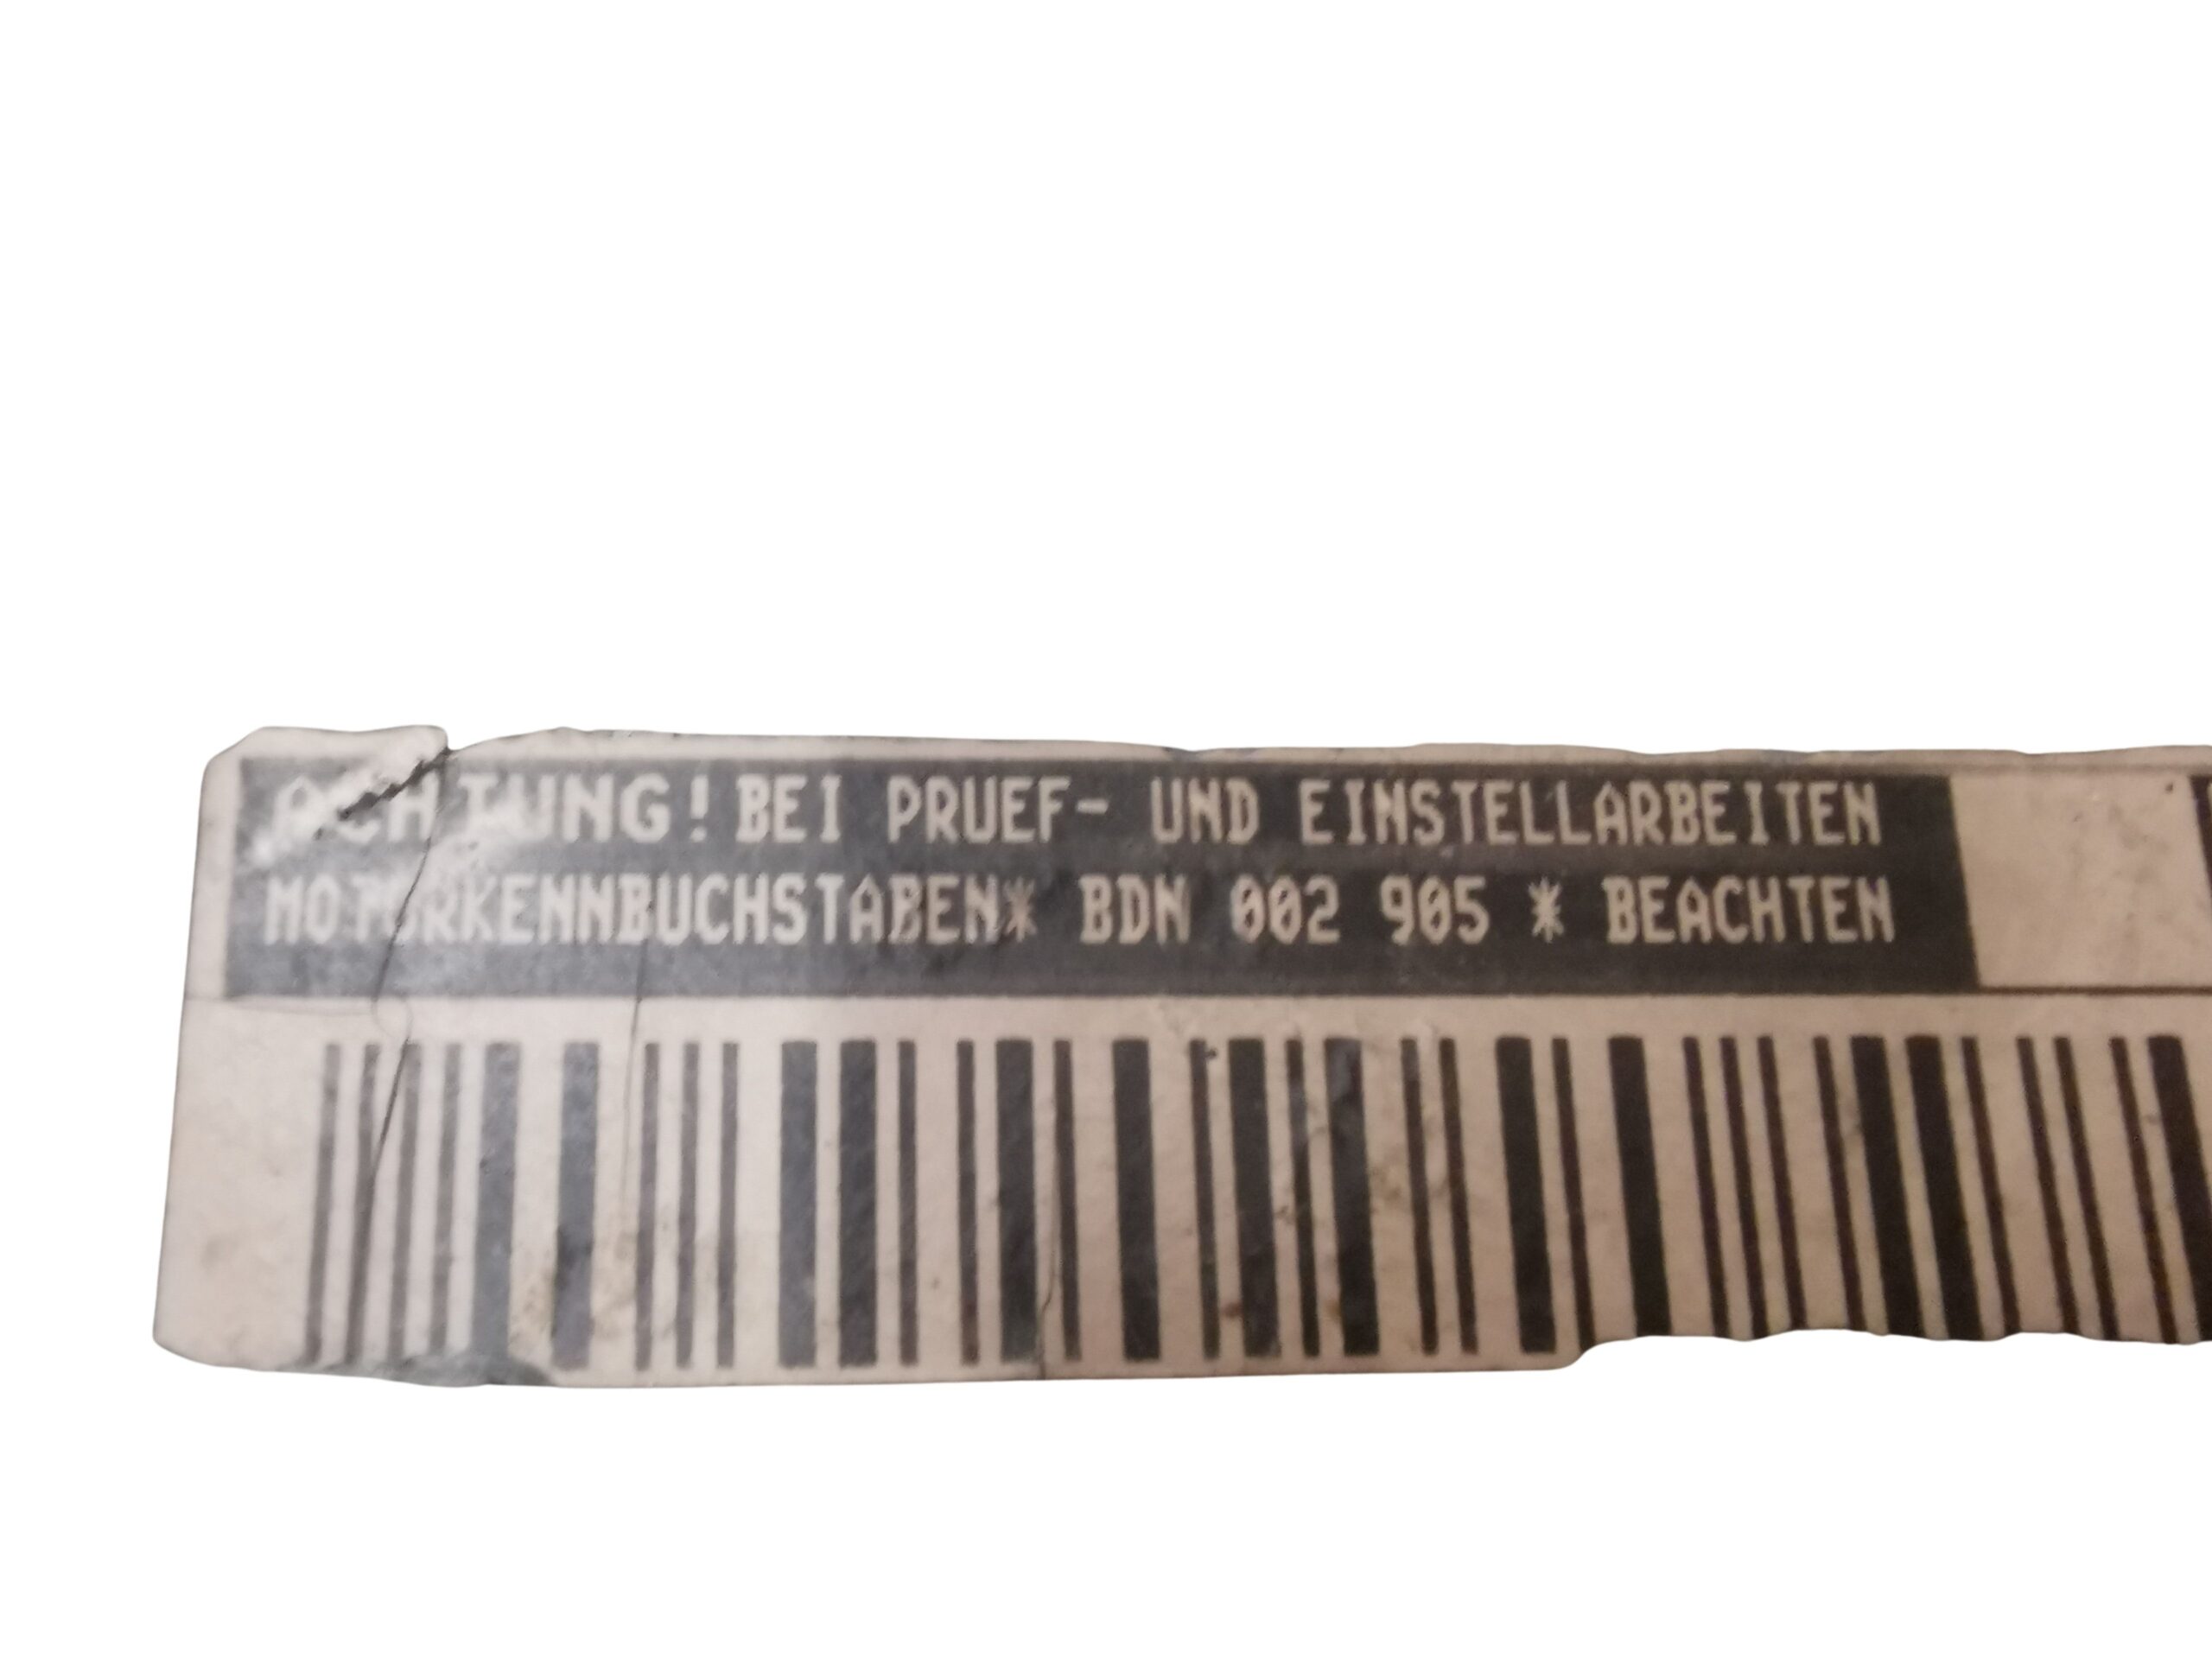 ACHTUNG! BEI PRUEF- UND EINSTELLARBEITEN
MOTORKENNBUCHSTABEN* BDN 002 905 * BEACHTEN